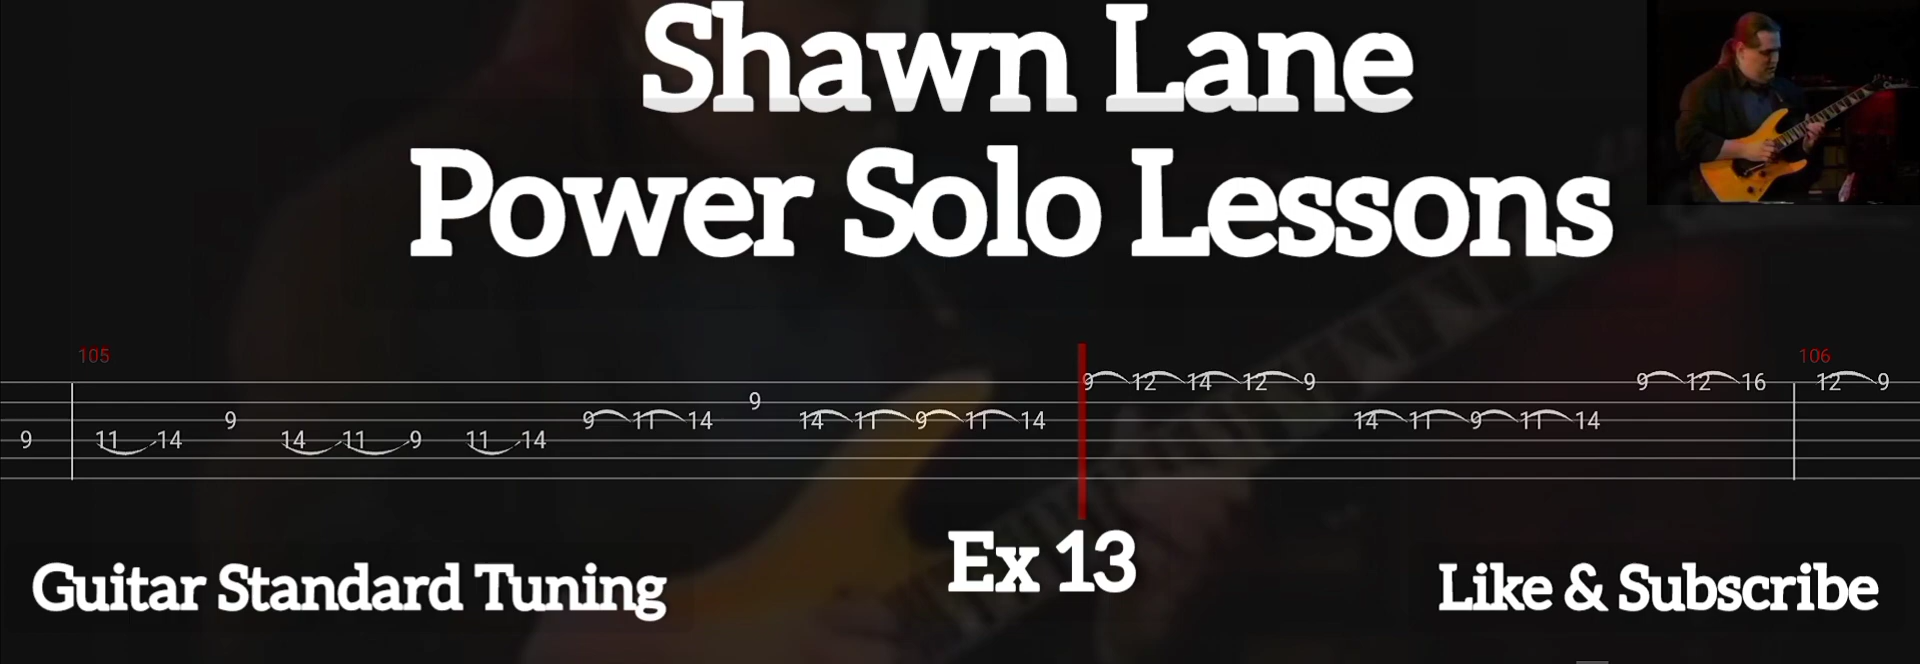 Shawn Lane
Power Solo Lessons
105 106
9 12 14 12 9 9 12 16 12 9
9
9 9 11 14 14 11 9 11 14 14 11 9 11 14
9 11 14 14 11 9 11 14
Ex 13
Guitar Standard Tuning
Like & Subscribe